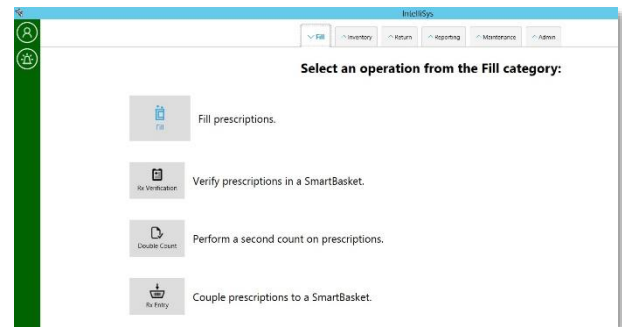 IntelliSys
Fill Inventory Return Reporting Maintenance Admin
Select an operation from the Fill category:
Fill
Fill prescriptions.
Rx Verification
Verify prescriptions in a SmartBasket.
Double Count
Perform a second count on prescriptions.
Rx Entry
Couple prescriptions to a SmartBasket.